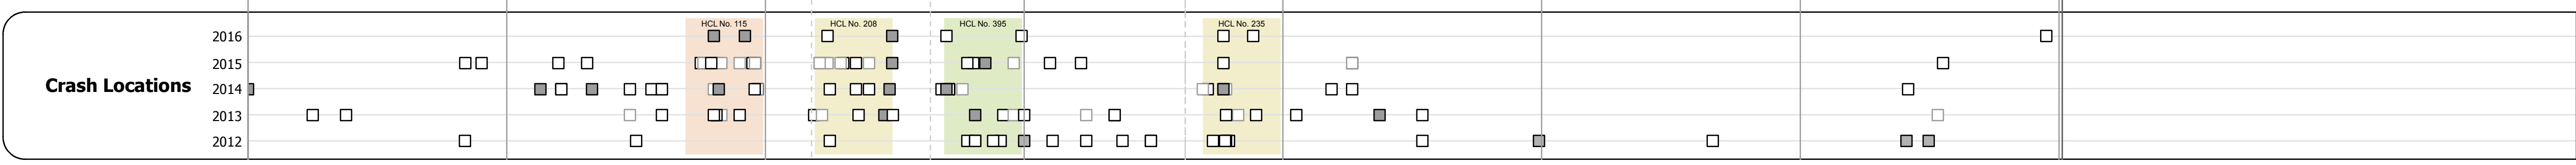 HCL No. 115
HCL No. 208
HCL No. 395
HCL No. 235
2016
2015
Crash Locations
2014
2013
2012